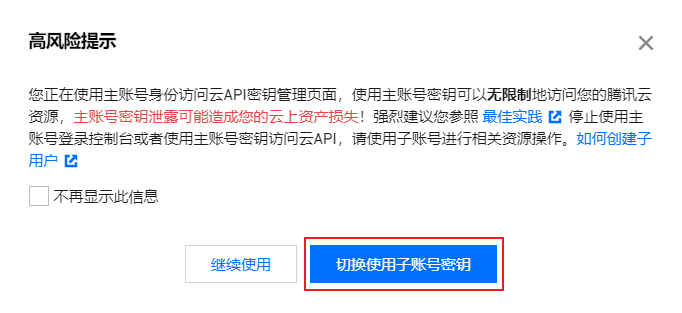 高风险提示
您正在使用主账号身份访问云API密钥管理页面，使用主账号密钥可以无限制地访问您的腾讯云
资源，主账号密钥泄露可能造成您的云上资产损失！强烈建议您参照 最佳实践 停止使用主
账号登录控制台或者使用主账号密钥访问云API，请使用子账号进行相关资源操作。如何创建子
用户
不再显示此信息
继续使用
切换使用子账号密钥